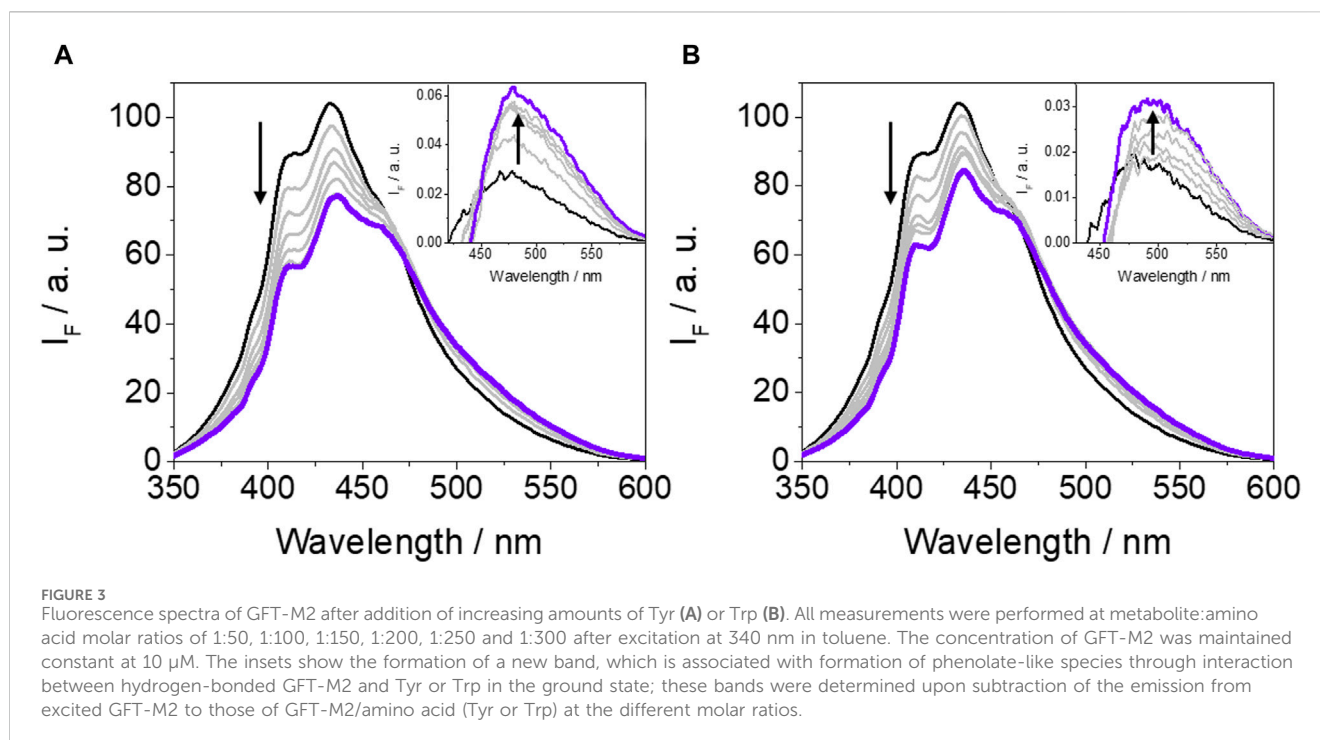 A
B
100
80
60
40
20
0
I_F / a. u.
350 400 450 500 550 600
Wavelength / nm
0.06
0.04
0.02
0.00
I_F / a. u.
450 500 550
Wavelength / nm
100
80
60
40
20
0
I_F / a. u.
350 400 450 500 550 600
Wavelength / nm
0.03
0.02
0.01
0.00
I_F / a. u.
450 500 550
Wavelength / nm
FIGURE 3
Fluorescence spectra of GFT-M2 after addition of increasing amounts of Tyr (A) or Trp (B). All measurements were performed at metabolite:amino
acid molar ratios of 1:50, 1:100, 1:150, 1:200, 1:250 and 1:300 after excitation at 340 nm in toluene. The concentration of GFT-M2 was maintained
constant at 10 µM. The insets show the formation of a new band, which is associated with formation of phenolate-like species through interaction
between hydrogen-bonded GFT-M2 and Tyr or Trp in the ground state; these bands were determined upon subtraction of the emission from
excited GFT-M2 to those of GFT-M2/amino acid (Tyr or Trp) at the different molar ratios.